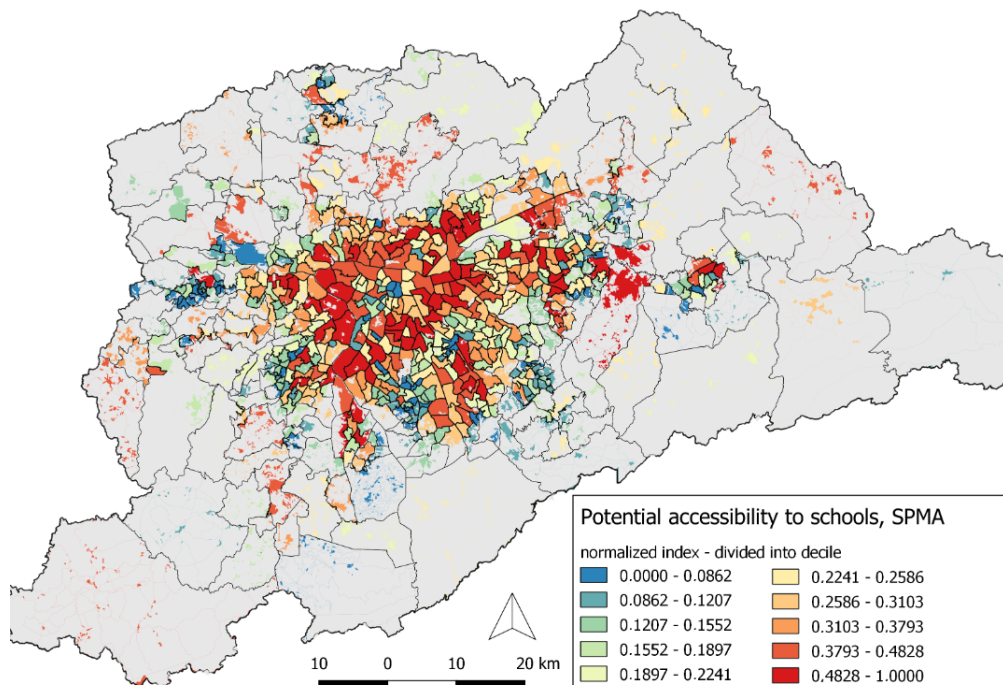 Potential accessibility to schools, SPMA
normalized index - divided into decile
0.0000 - 0.0862
0.0862 - 0.1207
0.1207 - 0.1552
0.1552 - 0.1897
0.1897 - 0.2241
0.2241 - 0.2586
0.2586 - 0.3103
0.3103 - 0.3793
0.3793 - 0.4828
0.4828 - 1.0000
10 0 10 20 km